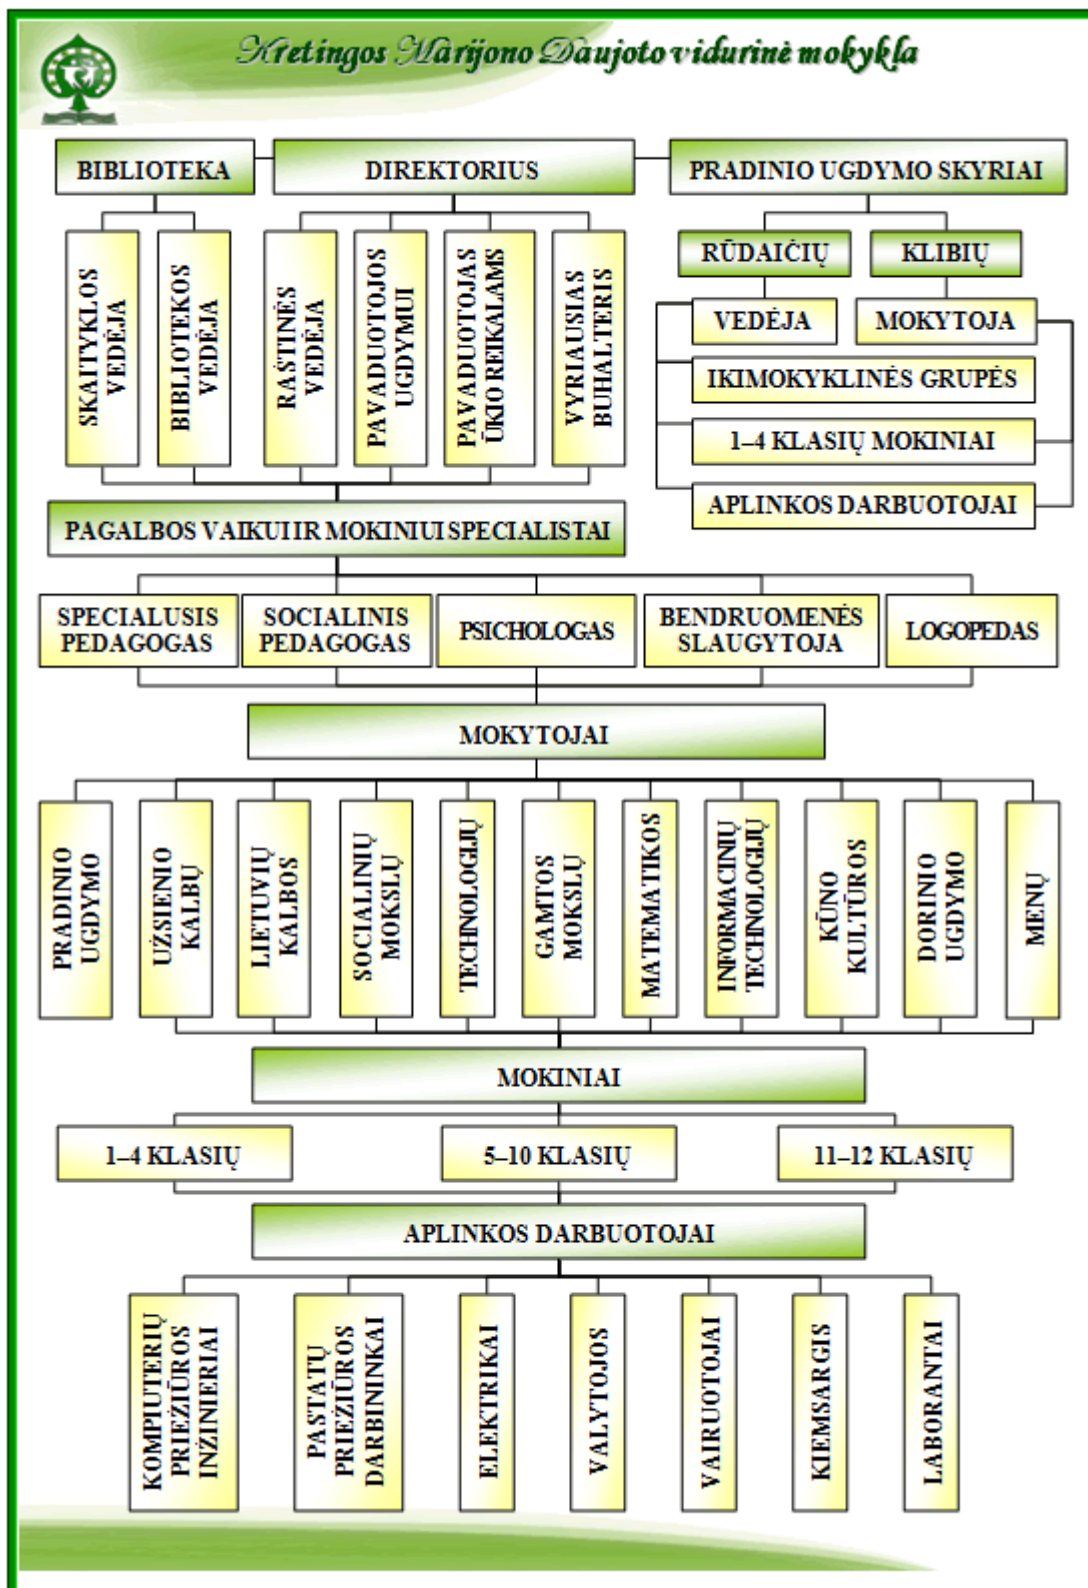 Kretingos Marijono Daujoto vidurinė mokykla
BIBLIOTEKA
DIREKTORIUS
PRADINIO UGDYMO SKYRIAI
SKAITYKLOS
VEDĖJA
BIBLIOTEKOS
VEDĖJA
RAŠTINĖS
VEDĖJA
PAVADUOTOJOS
UGDYMUI
PAVADUOTOJAS
ŪKIO REIKALAMS
VYRIAUSIAS
BUHALTERIS
RŪDAIČIŲ
KLIBIŲ
VEDĖJA
MOKYTOJA
IKIMOKYKLINĖS GRUPĖS
1–4 KLASIŲ MOKINIAI
APLINKOS DARBUOTOJAI
PAGALBOS VAIKUI IR MOKINIUI SPECIALISTAI
SPECIALUSIS
PEDAGOGAS
SOCIALINIS
PEDAGOGAS
PSICHOLOGAS
BENDRUOMENĖS
SLAUGYTOJA
LOGOPEDAS
MOKYTOJAI
PRADINIO
UGDYMO
UŽSIENIO
KALBŲ
LIETUVIŲ
KALBOS
SOCIALINIŲ
MOKSLŲ
TECHNOLOGIJŲ
GAMTOS
MOKSLŲ
MATEMATIKOS
INFORMACINIŲ
TECHNOLOGIJŲ
KŪNO
KULTŪROS
DORINIO
UGDYMO
MENŲ
MOKINIAI
1–4 KLASIŲ
5–10 KLASIŲ
11–12 KLASIŲ
APLINKOS DARBUOTOJAI
KOMPIUTERIŲ
PRIEŽIŪROS
INŽINIERIAI
PASTATŲ
PRIEŽIŪROS
DARBININKAI
ELEKTRIKAI
VALYTOJOS
VAIRUOTOJAI
KIEMSARGIS
LABORANTAI